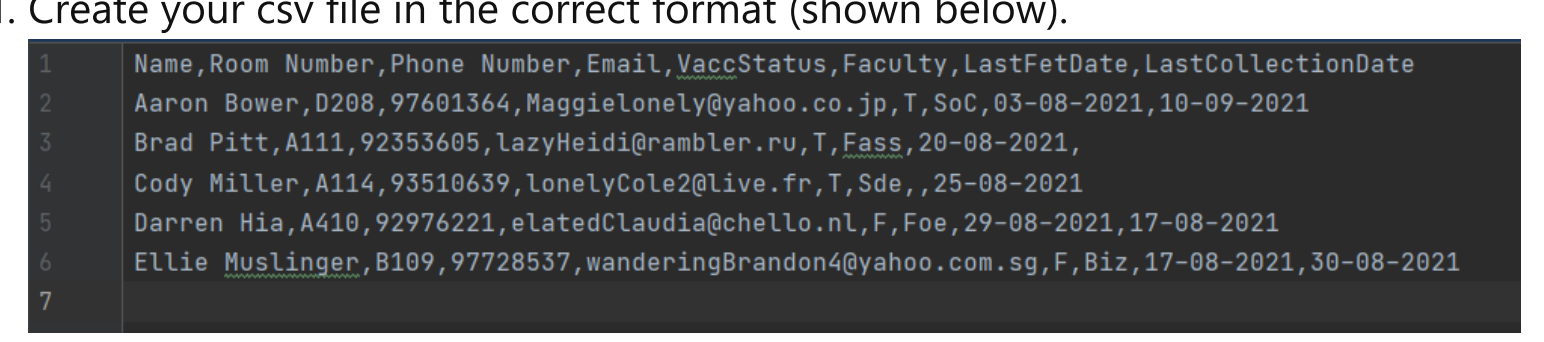 1. Create your csv file in the correct format (shown below).
1 Name,Room Number,Phone Number,Email,VaccStatus,Faculty,LastFetDate,LastCollectionDate
2 Aaron Bower,D208,97601364,Maggielonely@yahoo.co.jp,T,SoC,03-08-2021,10-09-2021
3 Brad Pitt,A111,92353605,lazyHeidi@rambler.ru,T,Fass,20-08-2021,
4 Cody Miller,A114,93510639,lonelyCole2@live.fr,T,Sde,,25-08-2021
5 Darren Hia,A410,92976221,elatedClaudia@chello.nl,F,Foe,29-08-2021,17-08-2021
6 Ellie Muslinger,B109,97728537,wanderingBrandon4@yahoo.com.sg,F,Biz,17-08-2021,30-08-2021
7